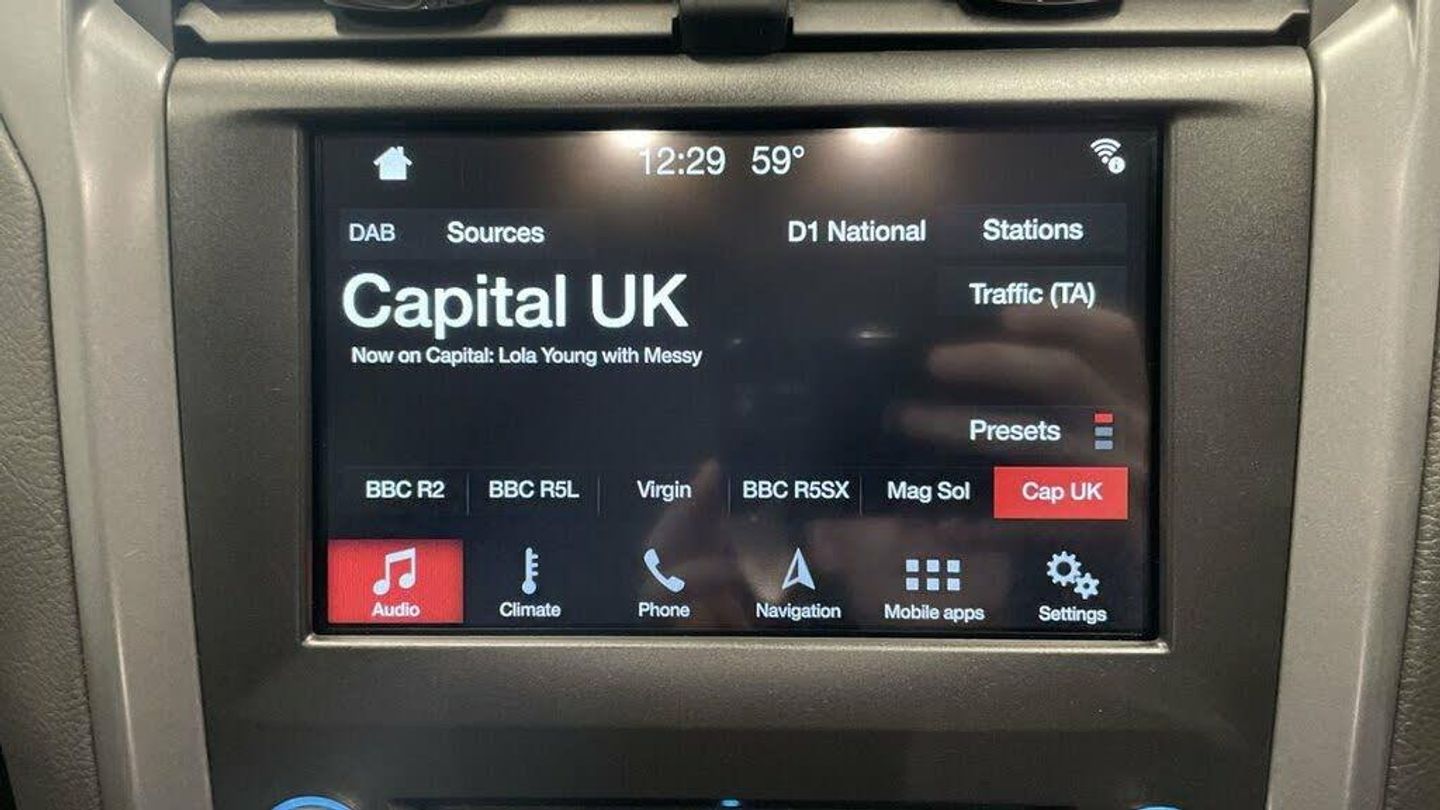 12:29 59°
DAB Sources D1 National Stations
Capital UK
Traffic (TA)
Now on Capital: Lola Young with Messy
Presets
BBC R2 BBC R5L Virgin BBC R5SX Mag Sol Cap UK
Audio Climate Phone Navigation Mobile apps Settings